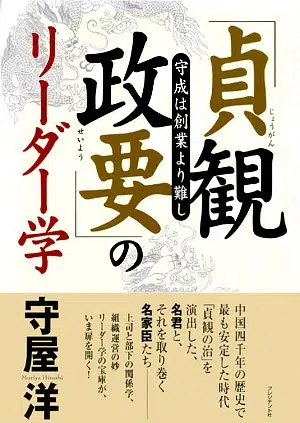 「貞観
じょうがん
政要」の
せいよう
リーダー学
守成は創業より難し
守屋 洋
Moriya Hiroshi
中国四千年の歴史で
最も安定した時代
「貞観の治」を
演出した、
名君と、
それを取り巻く
名家臣たち――
上司と部下の関係学、
組織運営の妙
リーダー学の宝庫が、
いま扉を開く!
プレジデント社